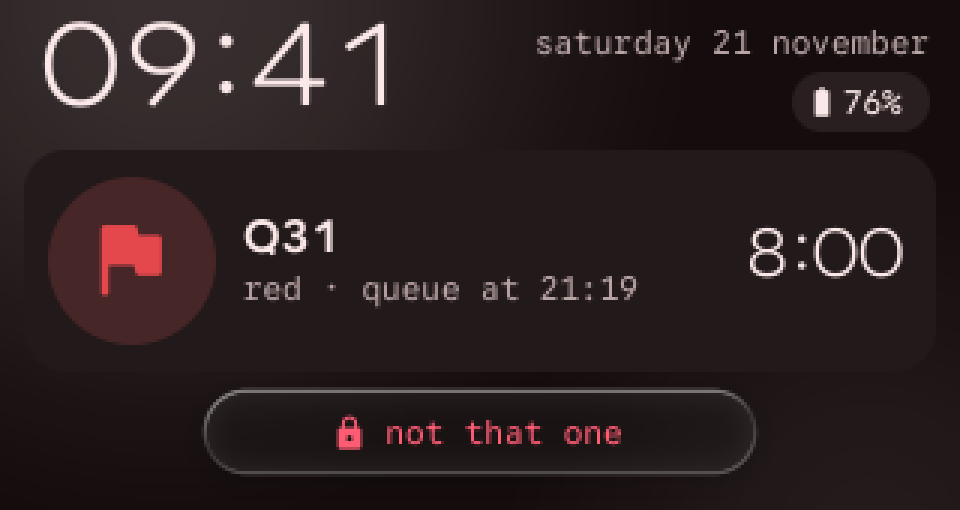 09:41
saturday 21 november
76%
Q31
red · queue at 21:19
8:00
not that one